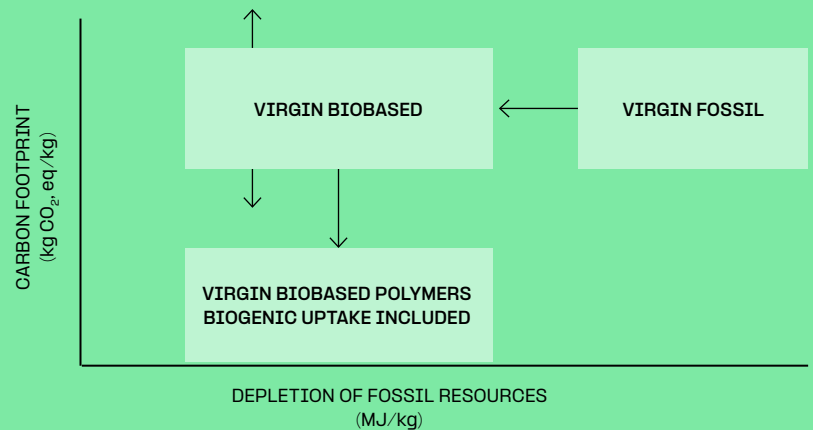 CARBON FOOTPRINT
(kg CO₂, eq/kg)
VIRGIN BIOBASED
VIRGIN FOSSIL
VIRGIN BIOBASED POLYMERS
BIOGENIC UPTAKE INCLUDED
DEPLETION OF FOSSIL RESOURCES
(MJ/kg)